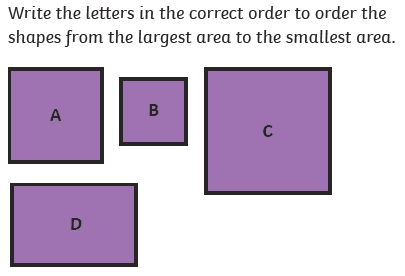 Write the letters in the correct order to order the
shapes from the largest area to the smallest area.
A
B
C
D